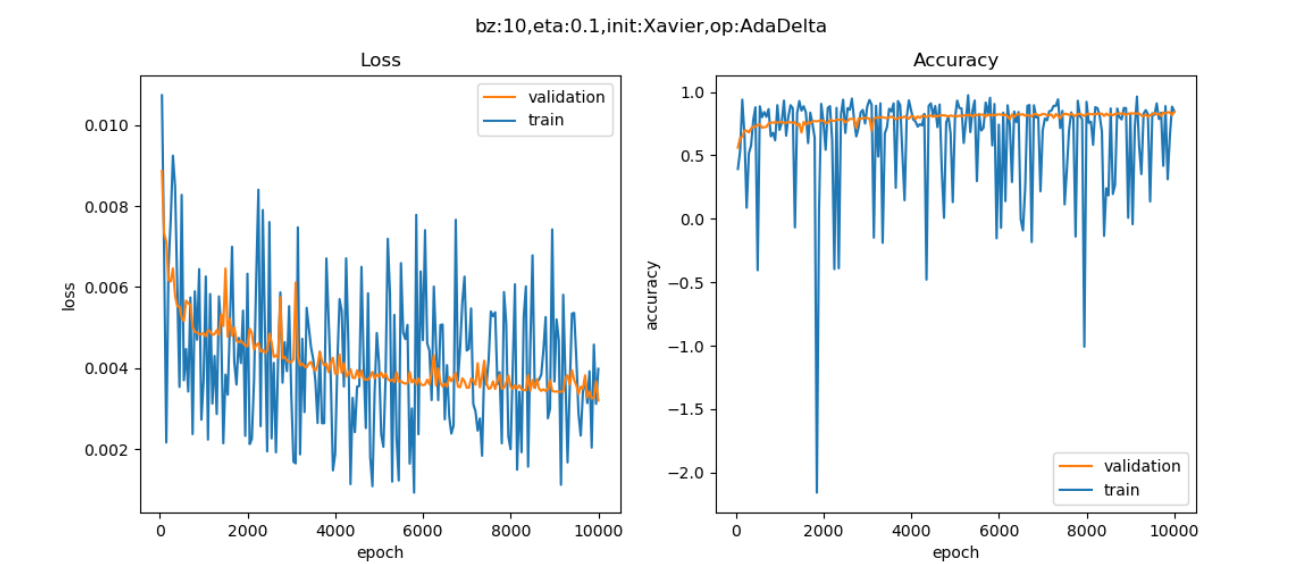 bz:10,eta:0.1,init:Xavier,op:AdaDelta
Loss
validation
train
0.010
0.008
0.006
0.004
0.002
loss
0 2000 4000 6000 8000 10000
epoch
Accuracy
1.0
0.5
0.0
−0.5
−1.0
−1.5
−2.0
accuracy
validation
train
0 2000 4000 6000 8000 10000
epoch